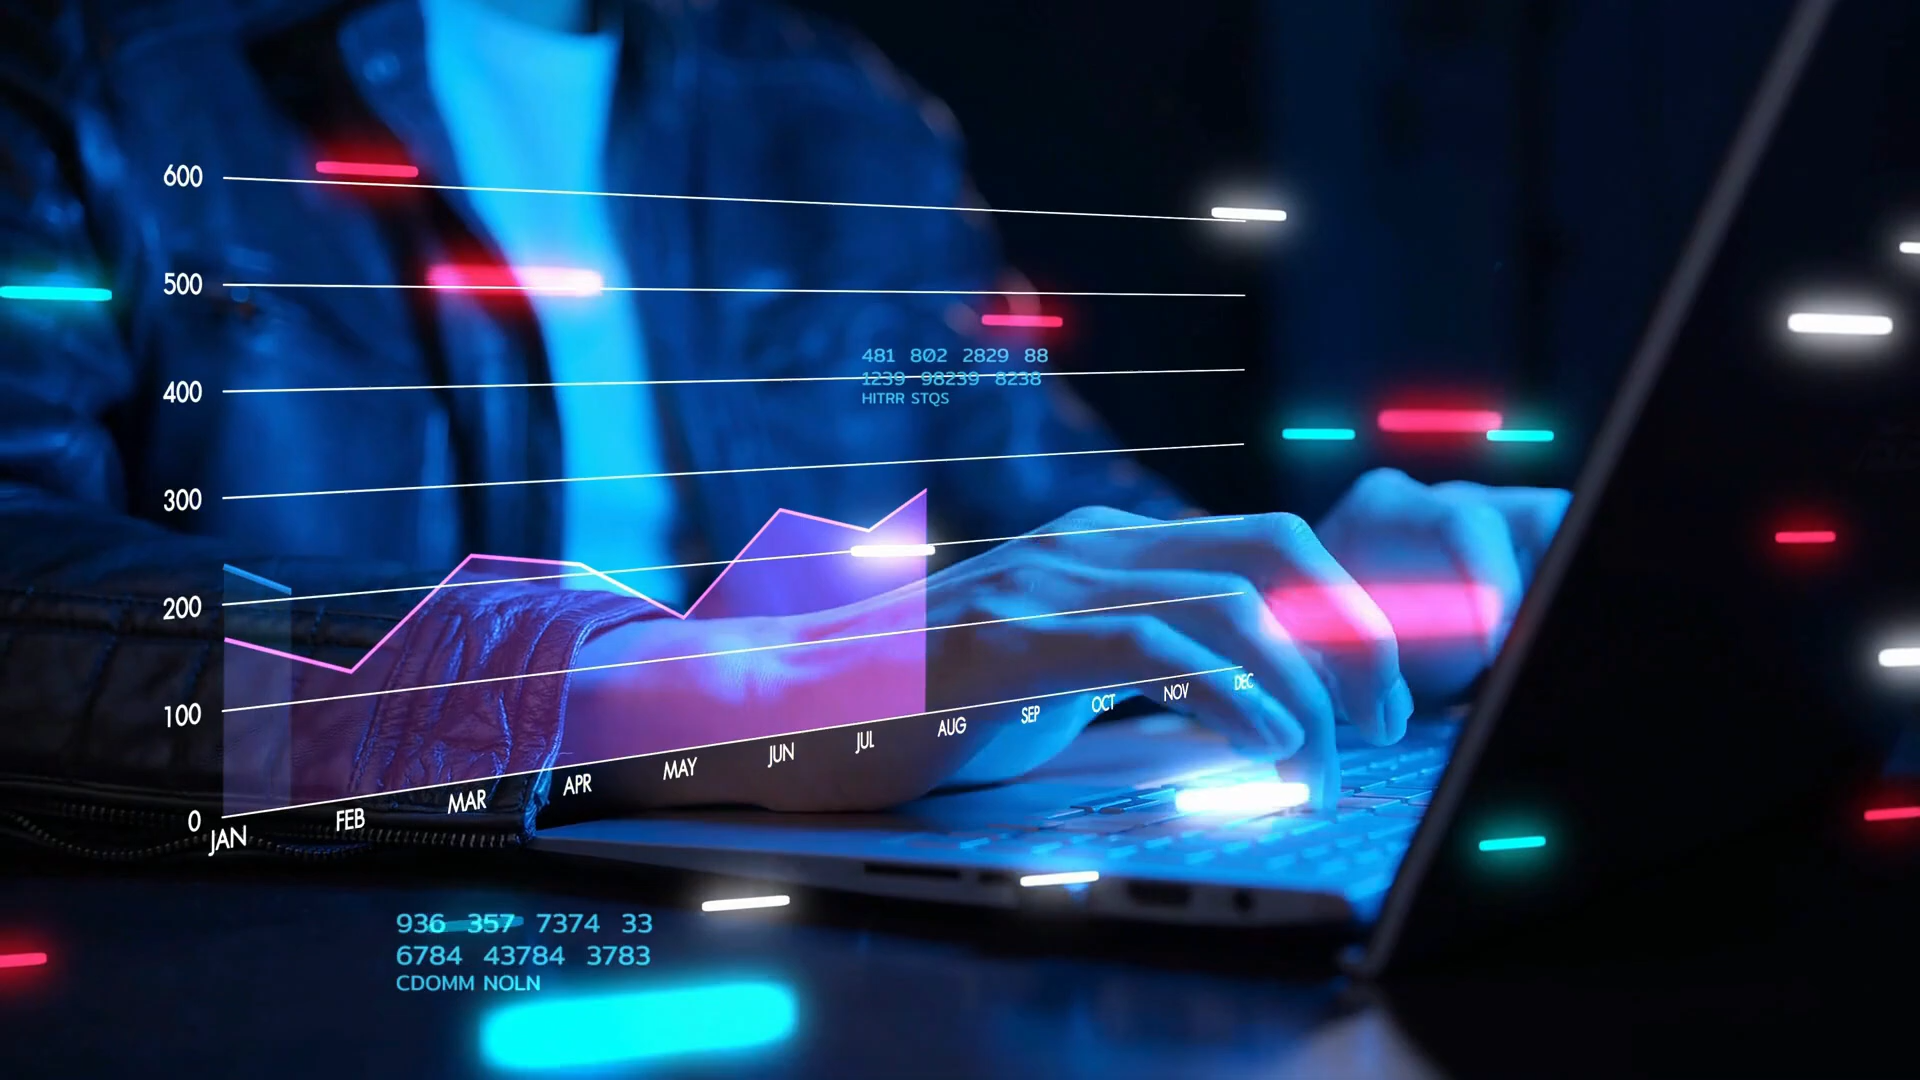 600
500
481 802 2829 88
1239 98239 8238
HITRR STQS
400
300
200
100
0
JAN FEB MAR APR MAY JUN JUL AUG SEP OCT NOV DEC
936 357 7374 33
6784 43784 3783
CDOMM NOLN